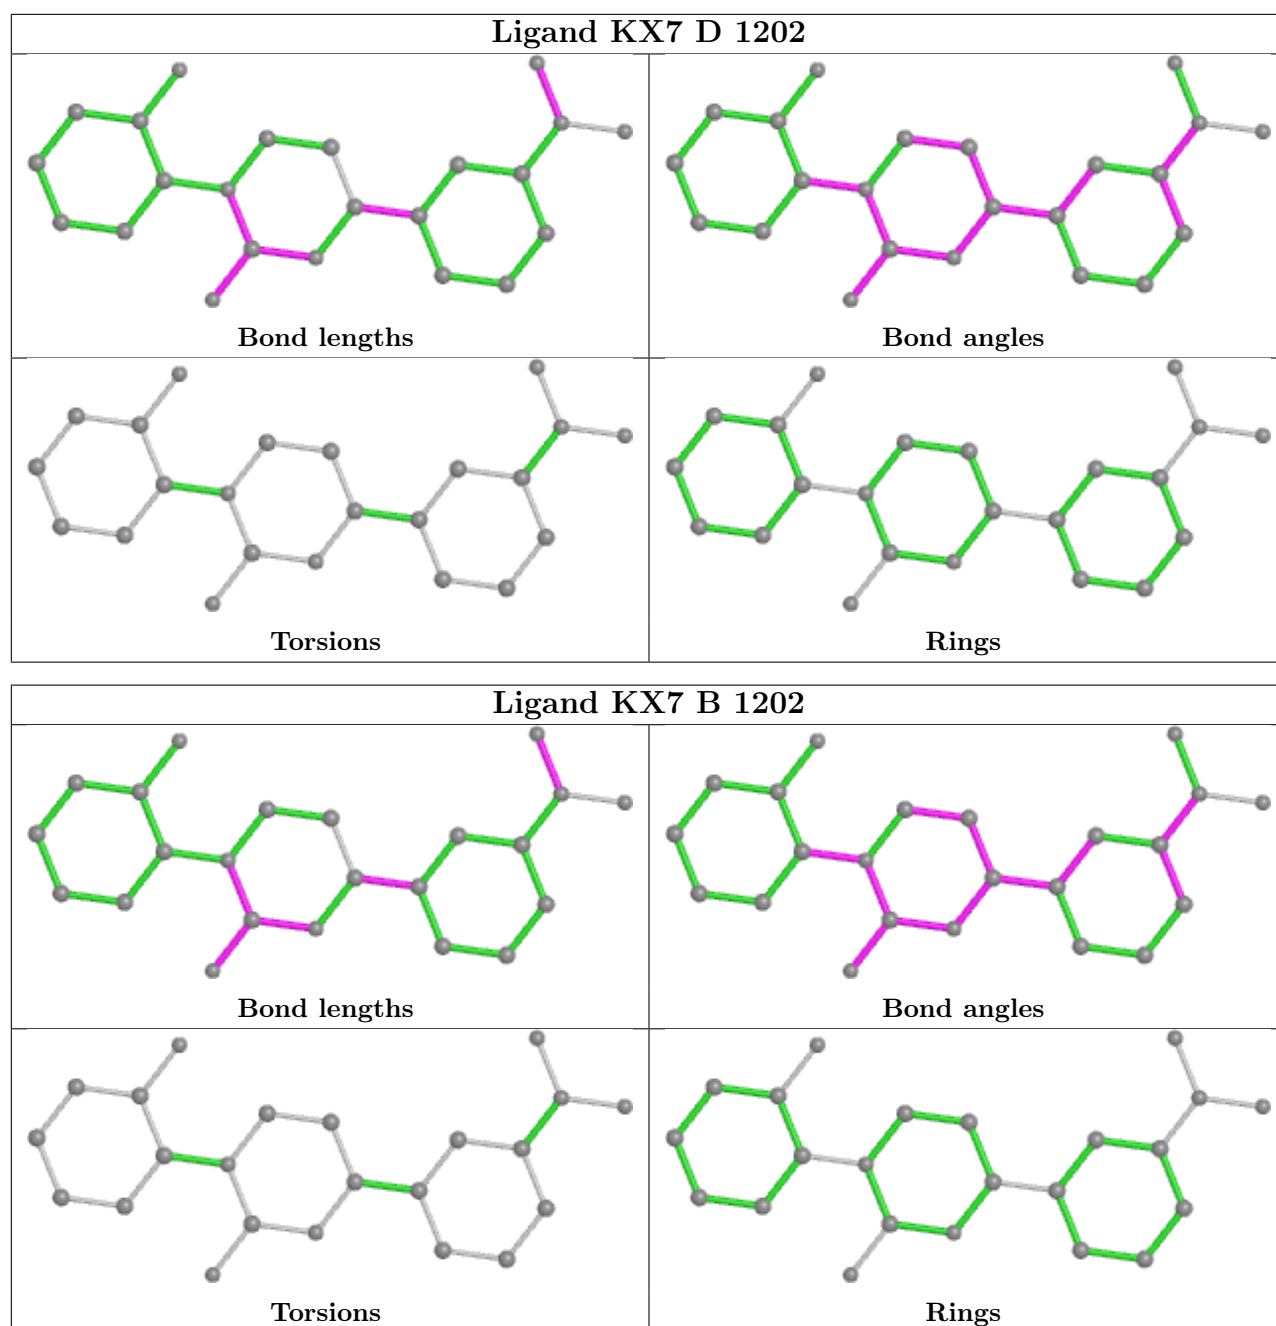 Ligand KX7 D 1202
Bond lengths
Bond angles
Torsions
Rings
Ligand KX7 B 1202
Bond lengths
Bond angles
Torsions
Rings